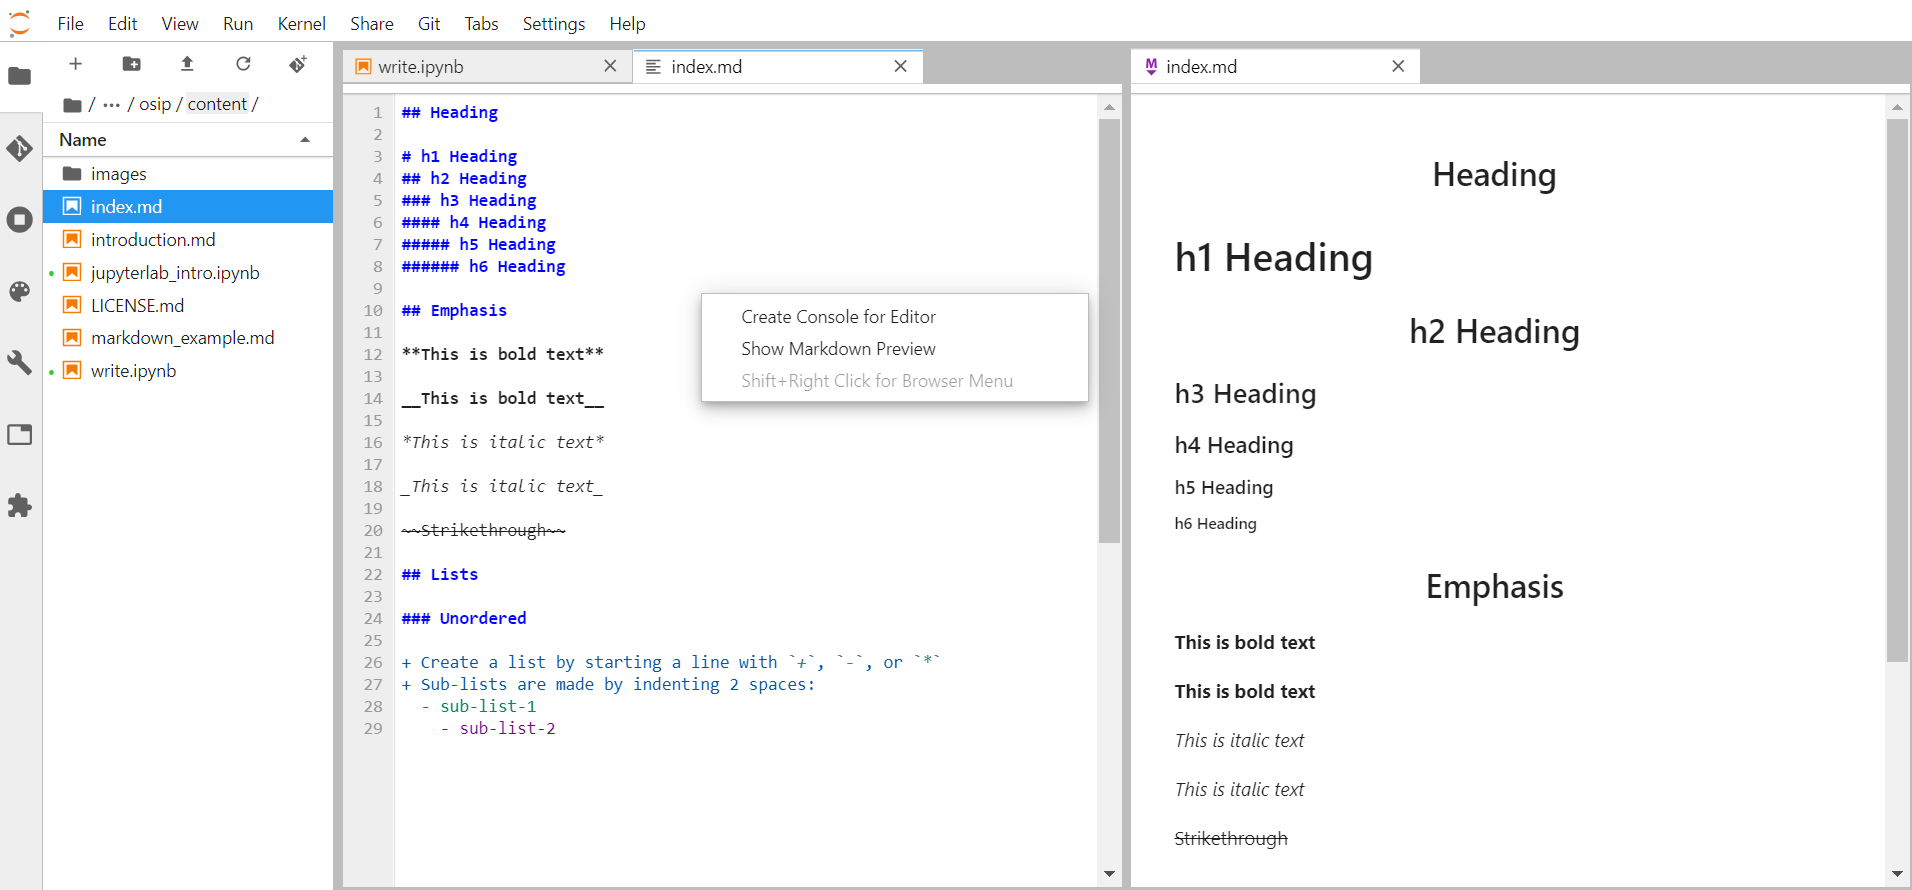 File Edit View Run Kernel Share Git Tabs Settings Help
/ ··· / osip / content /
Name
images
index.md
introduction.md
jupyterlab_intro.ipynb
LICENSE.md
markdown_example.md
write.ipynb
write.ipynb
index.md
1 ## Heading
2
3 # h1 Heading
4 ## h2 Heading
5 ### h3 Heading
6 #### h4 Heading
7 ##### h5 Heading
8 ###### h6 Heading
9
10 ## Emphasis
11
12 **This is bold text**
13
14 __This is bold text__
15
16 *This is italic text*
17
18 _This is italic text_
19
20 ~~Strikethrough~~
21
22 ## Lists
23
24 ### Unordered
25
26 + Create a list by starting a line with `+`, `-`, or `*`
27 + Sub-lists are made by indenting 2 spaces:
28   - sub-list-1
29     - sub-list-2
Create Console for Editor
Show Markdown Preview
Shift+Right Click for Browser Menu
M index.md
Heading
h1 Heading
h2 Heading
h3 Heading
h4 Heading
h5 Heading
h6 Heading
Emphasis
This is bold text
This is bold text
This is italic text
This is italic text
Strikethrough